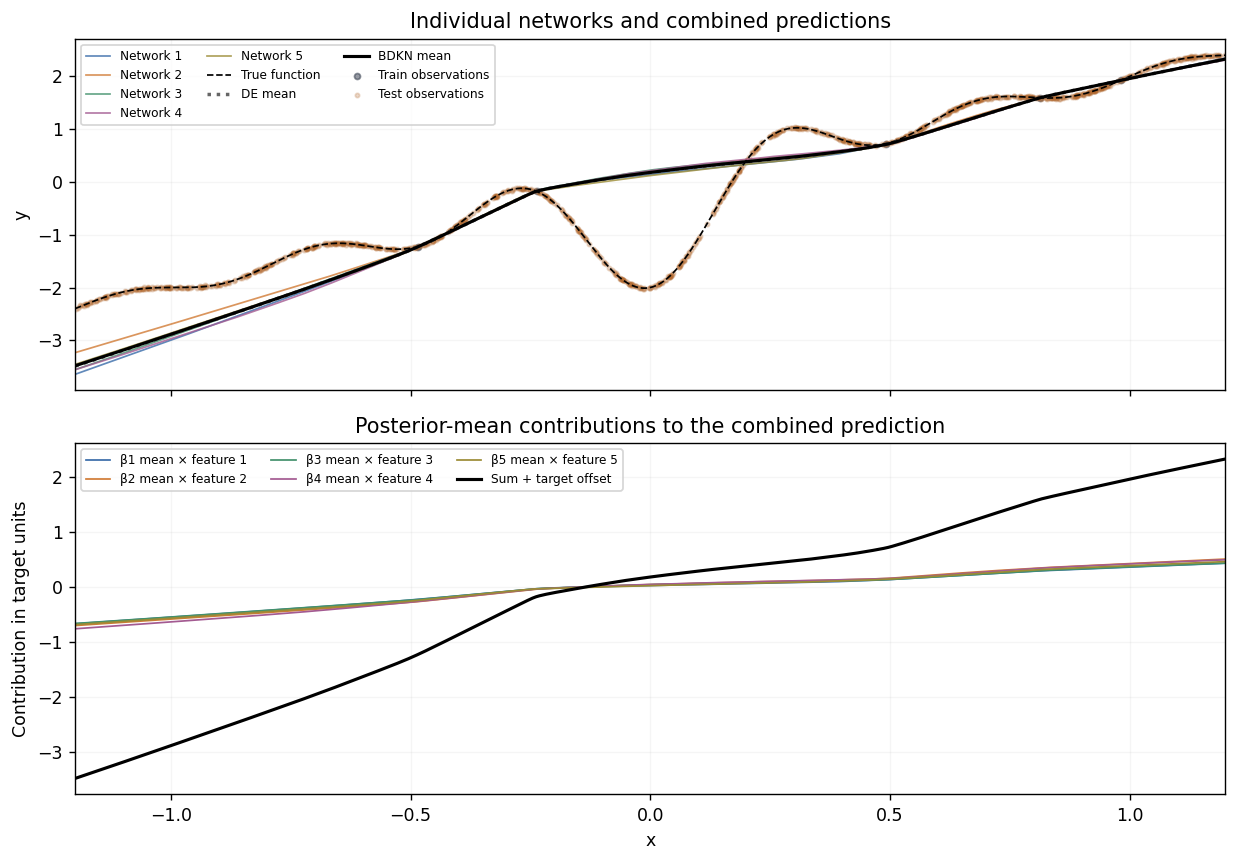 Individual networks and combined predictions
Network 1
Network 2
Network 3
Network 4
Network 5
True function
DE mean
BDKN mean
Train observations
Test observations
y
2
1
0
−1
−2
−3
Posterior-mean contributions to the combined prediction
β1 mean × feature 1
β2 mean × feature 2
β3 mean × feature 3
β4 mean × feature 4
β5 mean × feature 5
Sum + target offset
Contribution in target units
2
1
0
−1
−2
−3
−1.0 −0.5 0.0 0.5 1.0
x